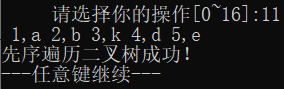 请选择你的操作[0~16]:11
1,a 2,b 3,k 4,d 5,e
先序遍历二叉树成功！
---任意键继续---